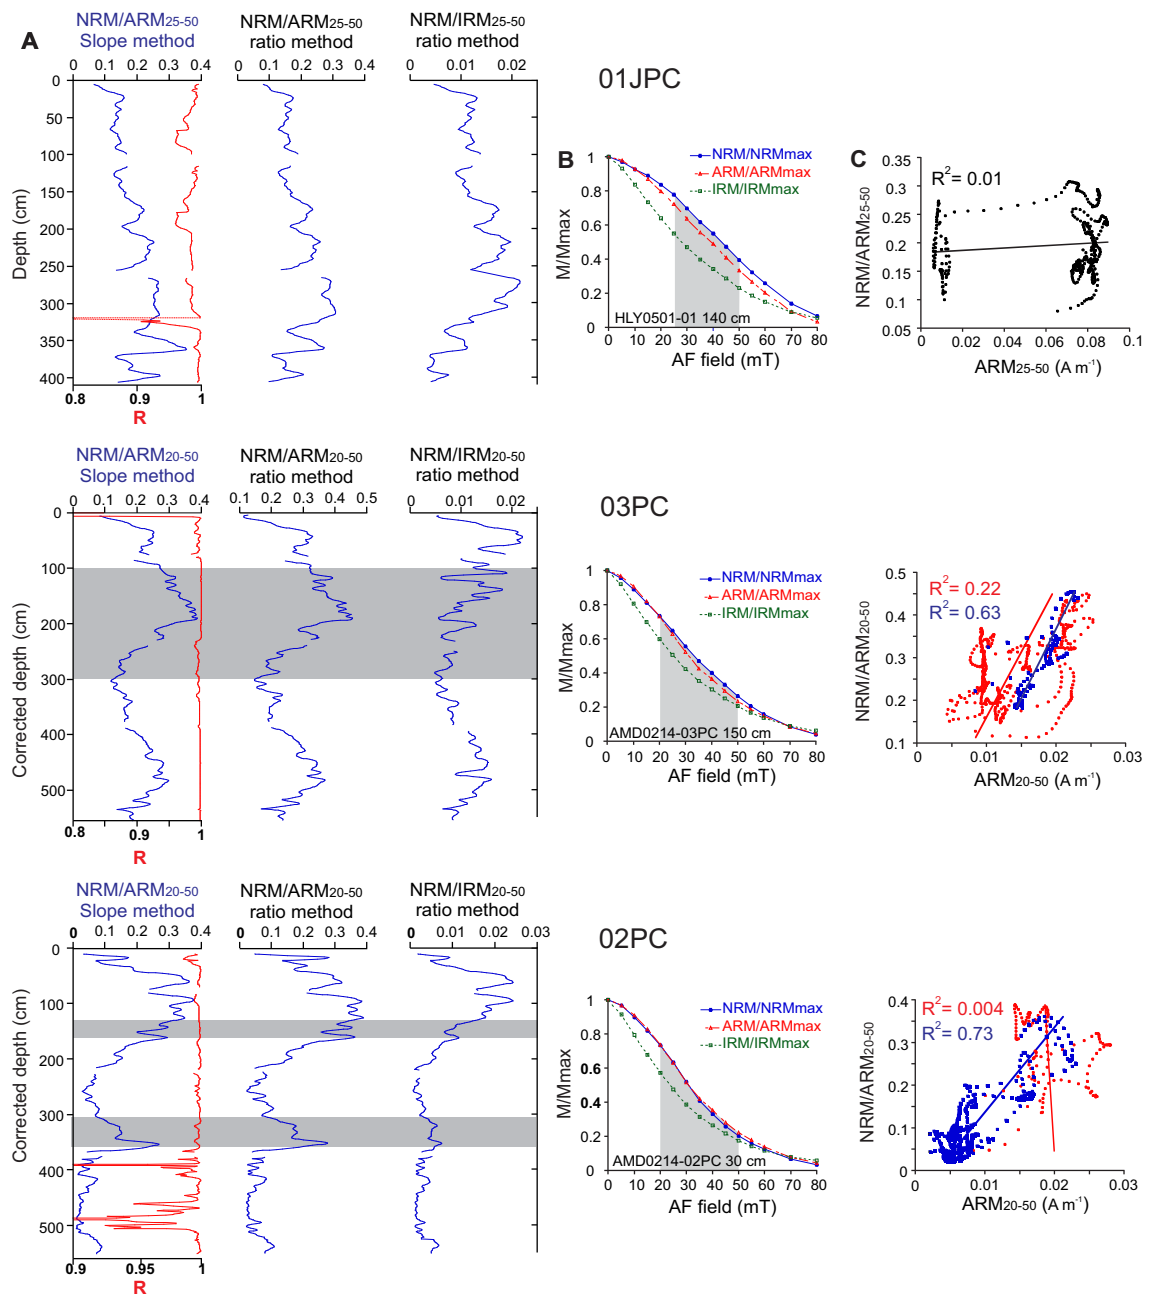 A
NRM/ARM25-50
Slope method
NRM/ARM25-50
ratio method
NRM/IRM25-50
ratio method
0 0.1 0.2 0.3 0.4
0 0.1 0.2 0.3 0.4
0 0.01 0.02
Depth (cm)
0
50
100
150
200
250
300
350
400
0.8 0.9 1
R
01JPC
B
M/Mmax
1
0.8
0.6
0.4
0.2
0
NRM/NRMmax
ARM/ARMmax
IRM/IRMmax
HLY0501-01 140 cm
0 10 20 30 40 50 60 70 80
AF field (mT)
C
NRM/ARM25-50
0.35
0.3
0.25
0.2
0.15
0.1
0.05
R2= 0.01
0 0.02 0.04 0.06 0.08 0.1
ARM25-50 (A m-1)
NRM/ARM20-50
Slope method
NRM/ARM20-50
ratio method
NRM/IRM20-50
ratio method
0 0.1 0.2 0.3 0.4
0.1 0.2 0.3 0.4 0.5
0 0.01 0.02
Corrected depth (cm)
0
100
200
300
400
500
0.8 0.9 1
R
03PC
M/Mmax
1
0.8
0.6
0.4
0.2
0
NRM/NRMmax
ARM/ARMmax
IRM/IRMmax
AMD0214-03PC 150 cm
0 10 20 30 40 50 60 70 80
AF field (mT)
NRM/ARM20-50
0.5
0.4
0.3
0.2
0.1
R2= 0.22
R2= 0.63
0 0.01 0.02 0.03
ARM20-50 (A m-1)
NRM/ARM20-50
Slope method
NRM/ARM20-50
ratio method
NRM/IRM20-50
ratio method
0 0.1 0.2 0.3 0.4
0 0.1 0.2 0.3 0.4
0 0.01 0.02 0.03
Corrected depth (cm)
0
100
200
300
400
500
0.9 0.95 1
R
02PC
M/Mmax
1
0.8
0.6
0.4
0.2
0
NRM/NRMmax
ARM/ARMmax
IRM/IRMmax
AMD0214-02PC 30 cm
0 10 20 30 40 50 60 70 80
AF field (mT)
NRM/ARM20-50
0.4
0.3
0.2
0.1
0
R2= 0.004
R2= 0.73
0 0.01 0.02 0.03
ARM20-50 (A m-1)